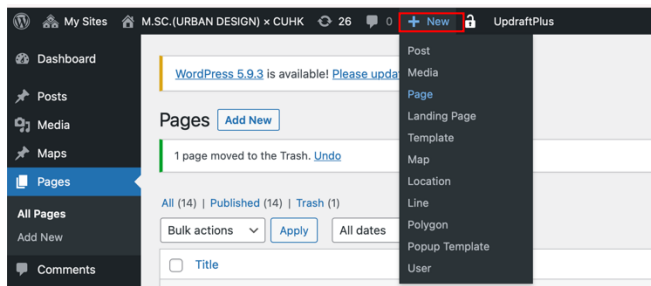 My Sites M.SC.(URBAN DESIGN) × CUHK 26 0 + New UpdraftPlus
Dashboard
Posts
Media
Maps
Pages
All Pages
Add New
Comments
WordPress 5.9.3 is available! Please upda
Pages Add New
1 page moved to the Trash. Undo
All (14) | Published (14) | Trash (1)
Bulk actions Apply All dates
Title
Post
Media
Page
Landing Page
Template
Map
Location
Line
Polygon
Popup Template
User